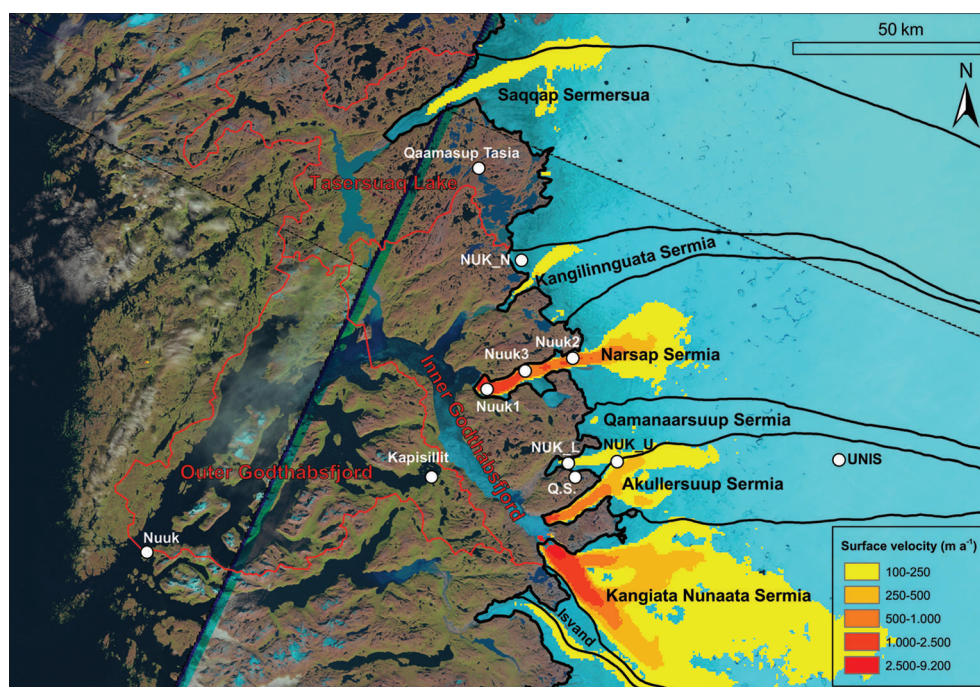 50 km
N
Saqqap Sermersua
Qaamasup Tasia
Tasersuaq Lake
NUK_N
Kangilinnguata Sermia
Nuuk2
Nuuk3
Narsap Sermia
Nuuk1
Inner Godthabsfjord
Qamanaarsuup Sermia
NUK_L
NUK_U
UNIS
Kapisillit
Outer Godthabsfjord
Q.S.
Akullersuup Sermia
Nuuk
Surface velocity (m a⁻¹)
100-250
250-500
500-1.000
1.000-2.500
2.500-9.200
Kangiata Nunaata Sermia
Isvand